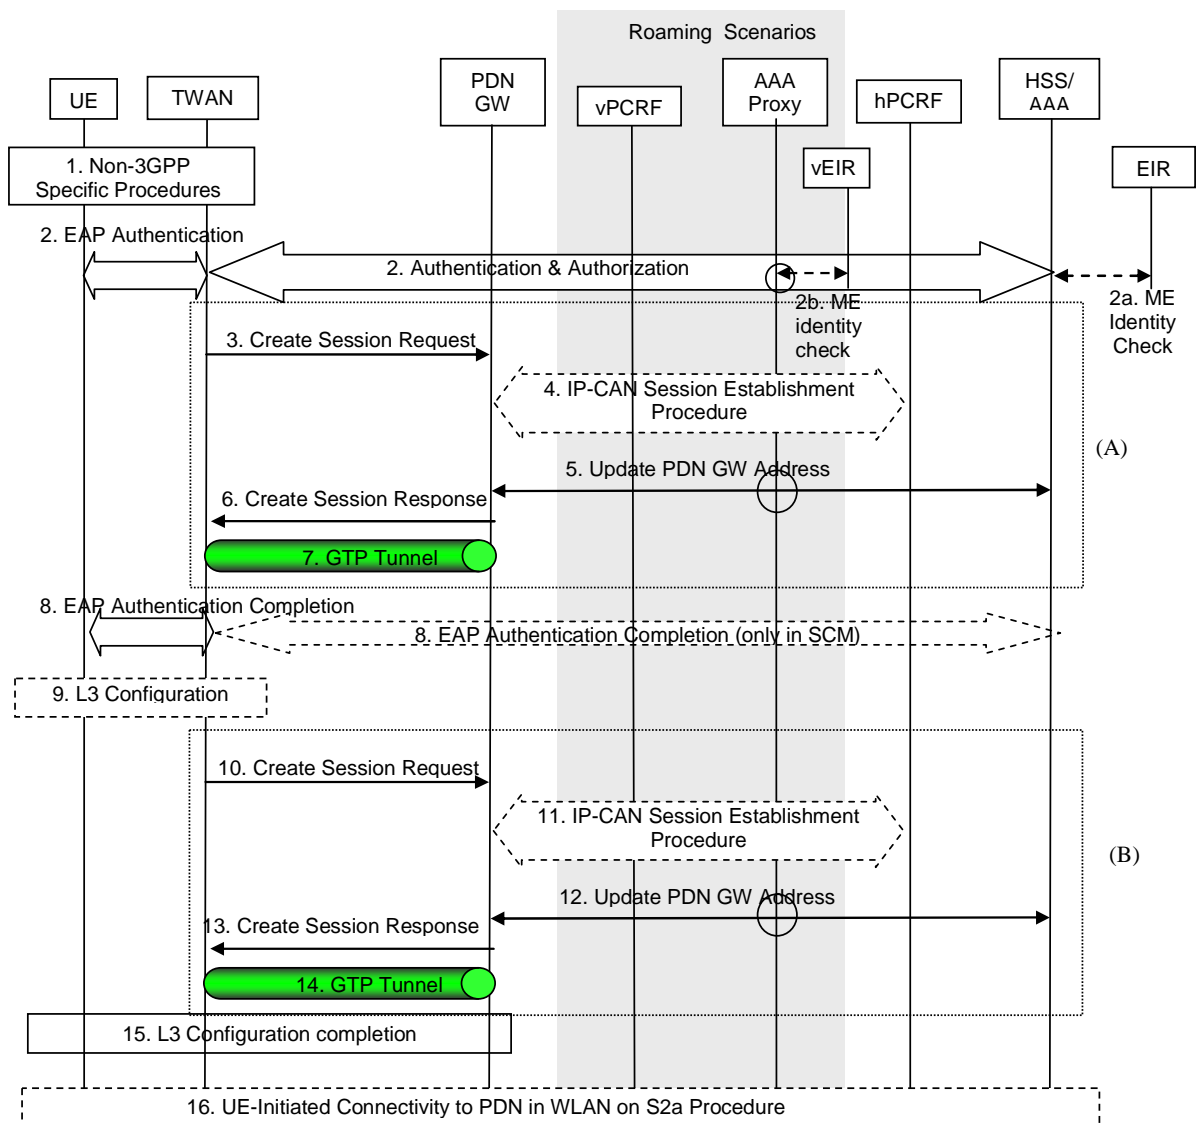 Roaming Scenarios
UE
TWAN
PDN
GW
vPCRF
AAA
Proxy
hPCRF
HSS/
AAA
vEIR
EIR
1. Non-3GPP
Specific Procedures
2. EAP Authentication
2. Authentication & Authorization
2b. ME
identity
check
2a. ME
Identity
Check
3. Create Session Request
4. IP-CAN Session Establishment
Procedure
(A)
5. Update PDN GW Address
6. Create Session Response
7. GTP Tunnel
8. EAP Authentication Completion
8. EAP Authentication Completion (only in SCM)
9. L3 Configuration
10. Create Session Request
11. IP-CAN Session Establishment
Procedure
(B)
12. Update PDN GW Address
13. Create Session Response
14. GTP Tunnel
15. L3 Configuration completion
16. UE-Initiated Connectivity to PDN in WLAN on S2a Procedure